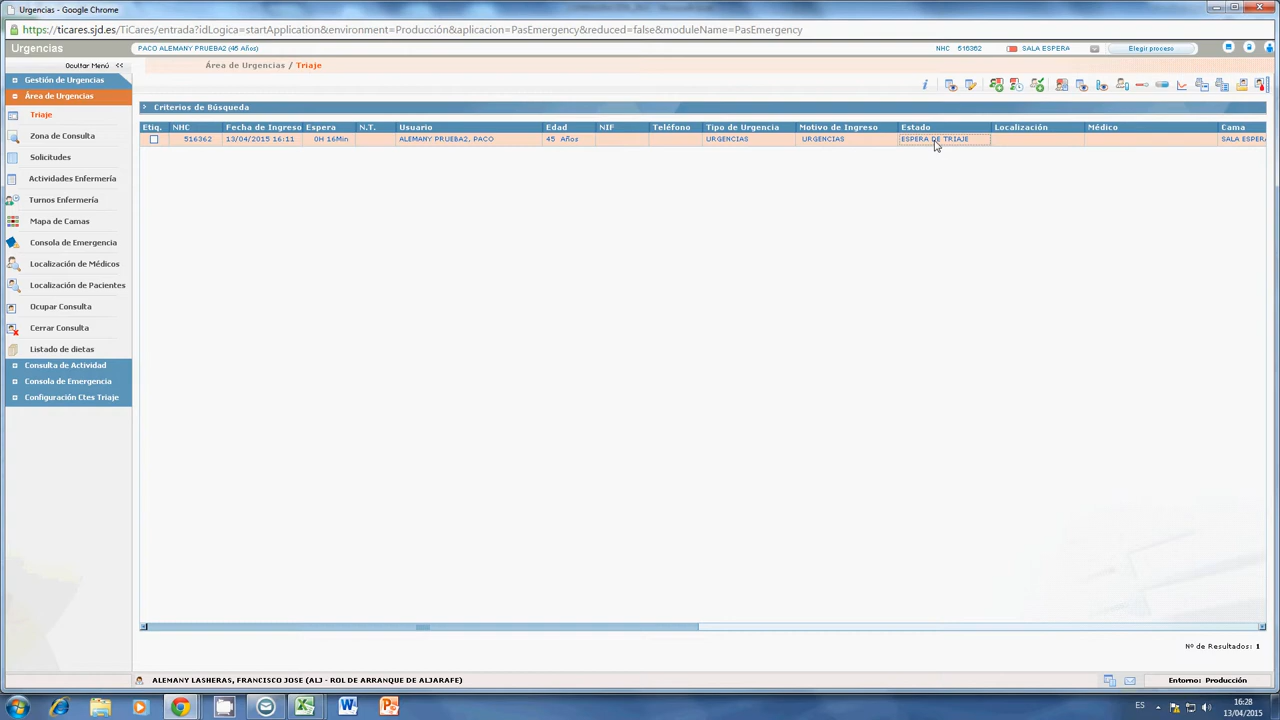 Urgencias - Google Chrome
https://ticares.sjd.es/TiCares/entrada?idLogica=startApplication&environment=Producción&aplicacion=PasEmergency&reduced=false&moduleName=PasEmergency
Urgencias PACO ALEMANY PRUEBA2 (45 Años) NHC 516362 SALA ESPERA Elegir proceso
Ocultar Menú << Área de Urgencias / Triaje
Gestión de Urgencias
Área de Urgencias
Criterios de Búsqueda
Triaje
Etiq. NHC Fecha de Ingreso Espera N.T. Usuario Edad NIF Teléfono Tipo de Urgencia Motivo de Ingreso Estado Localización Médico Cama
516362 13/04/2015 16:11 0H 16Min ALEMANY PRUEBA2, PACO 45 Años URGENCIAS URGENCIAS ESPERA DE TRIAJE SALA ESPERA
Zona de Consulta
Solicitudes
Actividades Enfermería
Turnos Enfermería
Mapa de Camas
Consola de Emergencia
Localización de Médicos
Localización de Pacientes
Ocupar Consulta
Cerrar Consulta
Listado de dietas
Consulta de Actividad
Consola de Emergencia
Configuración Ctes Triaje
Nº de Resultados: 1
ALEMANY LASHERAS, FRANCISCO JOSE (ALJ - ROL DE ARRANQUE DE ALJARAFE) Entorno: Producción
ES 16:28
13/04/2015